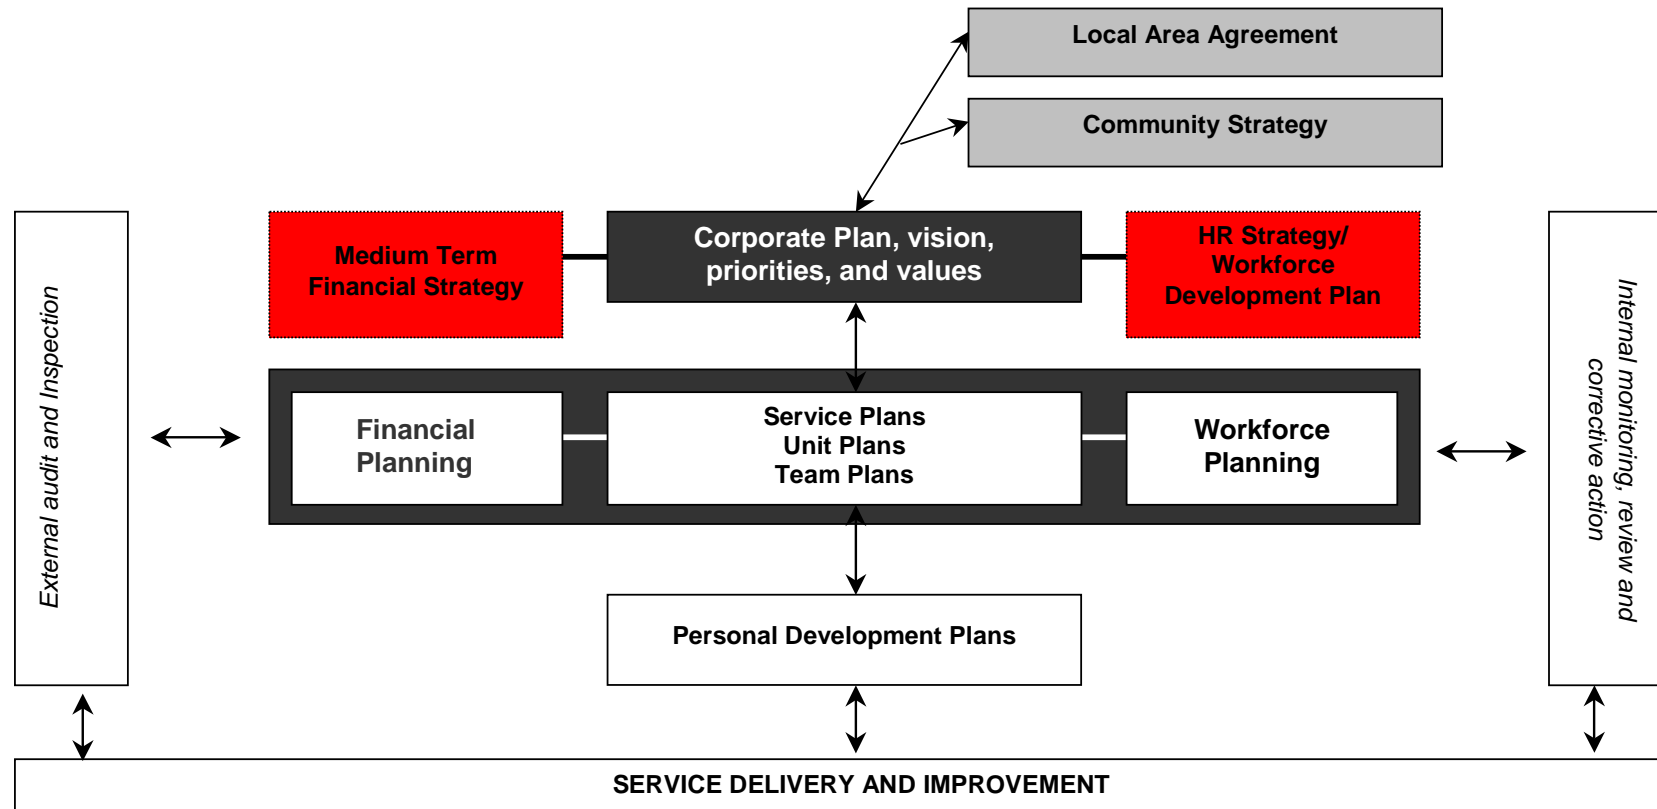 Local Area Agreement
Community Strategy
External audit and Inspection
Medium Term
Financial Strategy
Corporate Plan, vision,
priorities, and values
HR Strategy/
Workforce
Development Plan
Internal monitoring, review and
corrective action
Financial
Planning
Service Plans
Unit Plans
Team Plans
Workforce
Planning
Personal Development Plans
SERVICE DELIVERY AND IMPROVEMENT